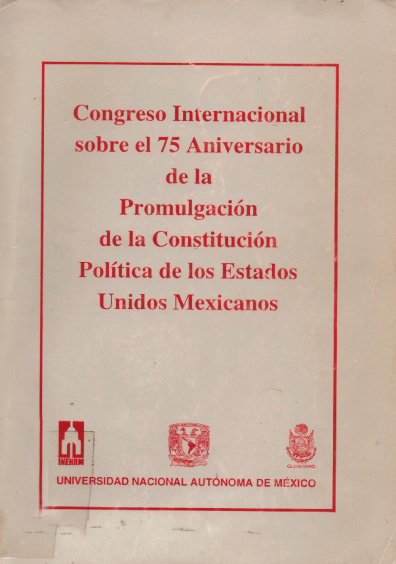 Congreso Internacional
sobre el 75 Aniversario
de la
Promulgación
de la Constitución
Política de los Estados
Unidos Mexicanos
INEHRM
QUERETARO
UNIVERSIDAD NACIONAL AUTÓNOMA DE MÉXICO